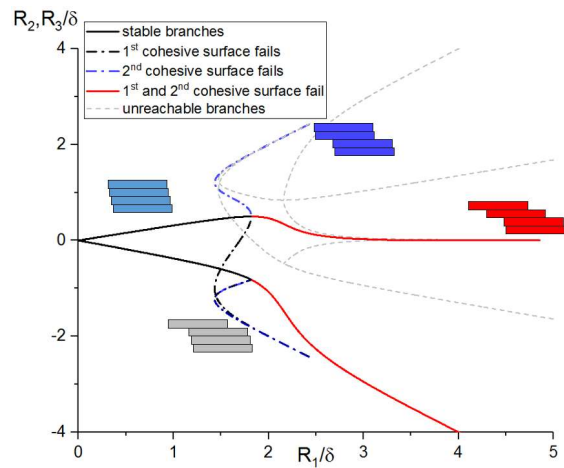 R₂,R₃/δ
4
stable branches
1ˢᵗ cohesive surface fails
2ⁿᵈ cohesive surface fails
1ˢᵗ and 2ⁿᵈ cohesive surface fail
unreachable branches
2
0
-2
-4
0 1 2 3 4 5
R₁/δ